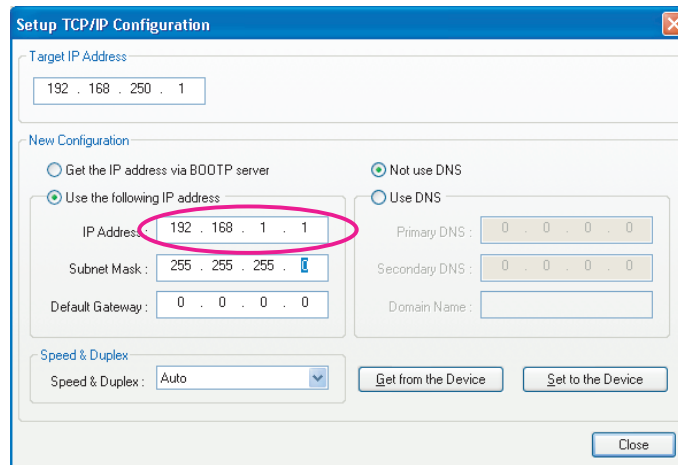 Setup TCP/IP Configuration
Target IP Address
192 . 168 . 250 . 1
New Configuration
Get the IP address via BOOTP server
Not use DNS
Use the following IP address
Use DNS
IP Address :
192 . 168 . 1 . 1
Primary DNS :
0 . 0 . 0 . 0
Subnet Mask :
255 . 255 . 255 . 0
Secondary DNS :
0 . 0 . 0 . 0
Default Gateway :
0 . 0 . 0 . 0
Domain Name :
Speed & Duplex
Speed & Duplex :
Auto
Get from the Device
Set to the Device
Close